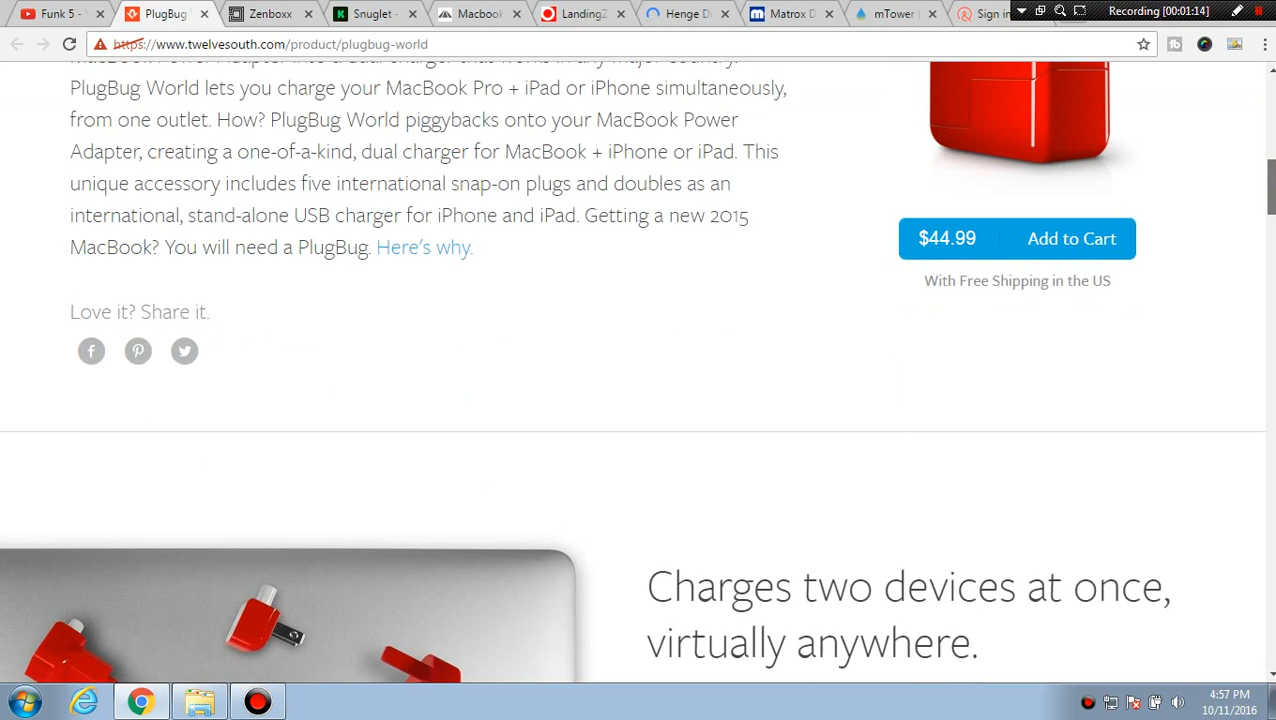 Funk 5 -
PlugBug
Zenboxx
Snuglet -
Macbook
LandingZ
Henge D
Matrox D
mTower |
Sign in
Recording [00:01:14]
https://www.twelvesouth.com/product/plugbug-world
PlugBug World lets you charge your MacBook Pro + iPad or iPhone simultaneously,
from one outlet. How? PlugBug World piggybacks onto your MacBook Power
Adapter, creating a one-of-a-kind, dual charger for MacBook + iPhone or iPad. This
unique accessory includes five international snap-on plugs and doubles as an
international, stand-alone USB charger for iPhone and iPad. Getting a new 2015
MacBook? You will need a PlugBug. Here's why.
$44.99 Add to Cart
With Free Shipping in the US
Love it? Share it.
Charges two devices at once,
virtually anywhere.
4:57 PM
10/11/2016